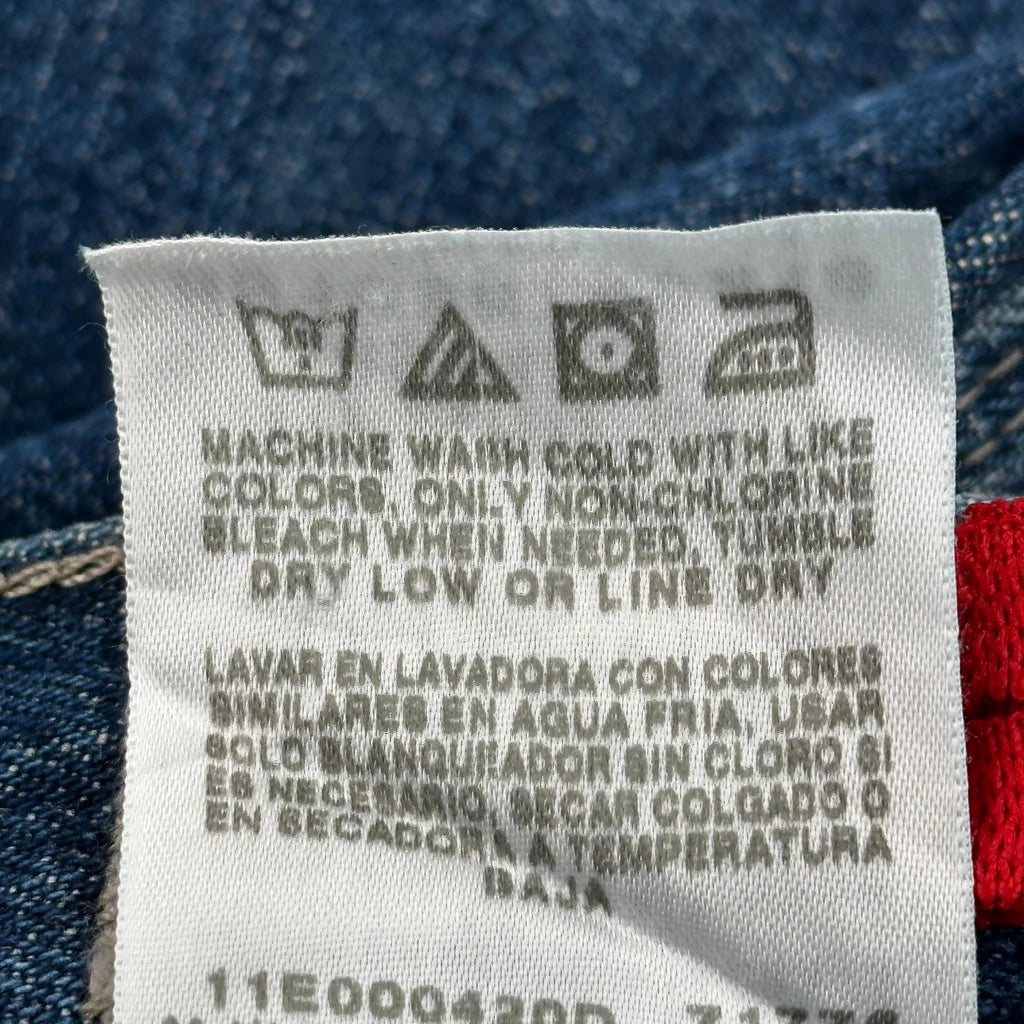 MACHINE WASH COLD WITH LIKE
COLORS, ONLY NON-CHLORINE
BLEACH WHEN NEEDED, TUMBLE
DRY LOW OR LINE DRY
LAVAR EN LAVADORA CON COLORES
SIMILARES EN AGUA FRIA, USAR
SOLO BLANQUEADOR SIN CLORO SI
ES NECESARIO, SECAR COLGADO O
EN SECADORA A TEMPERATURA
BAJA
11E000420D